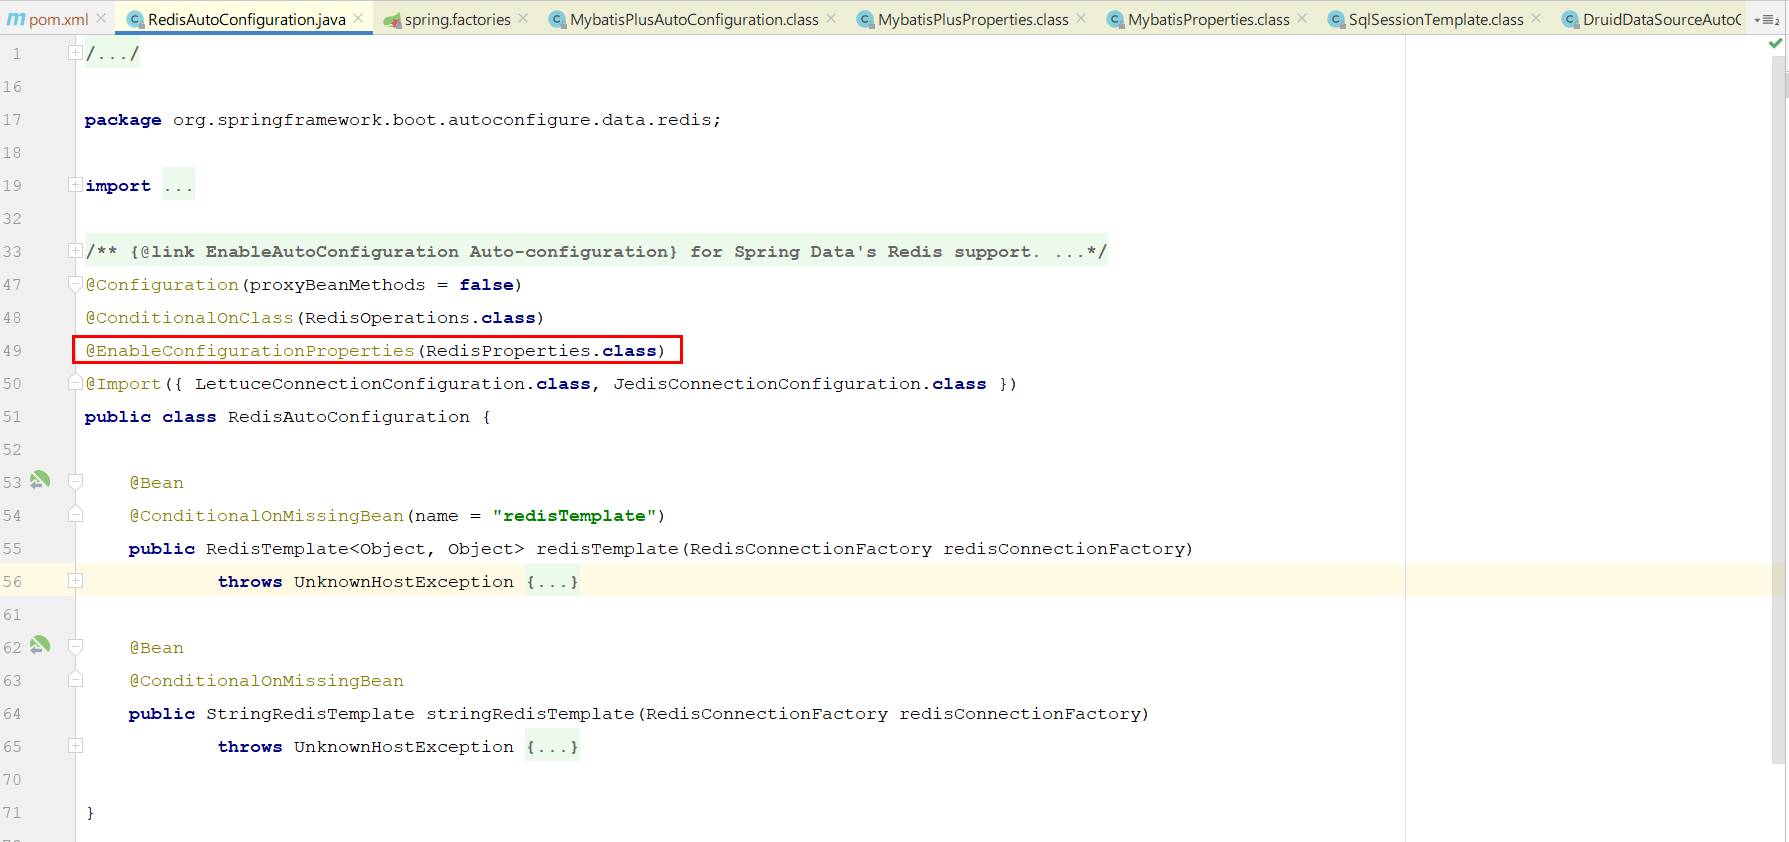 pom.xml RedisAutoConfiguration.java spring.factories MybatisPlusAutoConfiguration.class MybatisPlusProperties.class MybatisProperties.class SqlSessionTemplate.class DruidDataSourceAuto
1 /.../
16
17 package org.springframework.boot.autoconfigure.data.redis;
18
19 import ...
32
33 /** {@link EnableAutoConfiguration Auto-configuration} for Spring Data's Redis support. ...*/
47 @Configuration(proxyBeanMethods = false)
48 @ConditionalOnClass(RedisOperations.class)
49 @EnableConfigurationProperties(RedisProperties.class)
50 @Import({ LettuceConnectionConfiguration.class, JedisConnectionConfiguration.class })
51 public class RedisAutoConfiguration {
52
53 @Bean
54 @ConditionalOnMissingBean(name = "redisTemplate")
55 public RedisTemplate<Object, Object> redisTemplate(RedisConnectionFactory redisConnectionFactory)
56 throws UnknownHostException {...}
61
62 @Bean
63 @ConditionalOnMissingBean
64 public StringRedisTemplate stringRedisTemplate(RedisConnectionFactory redisConnectionFactory)
65 throws UnknownHostException {...}
70
71 }